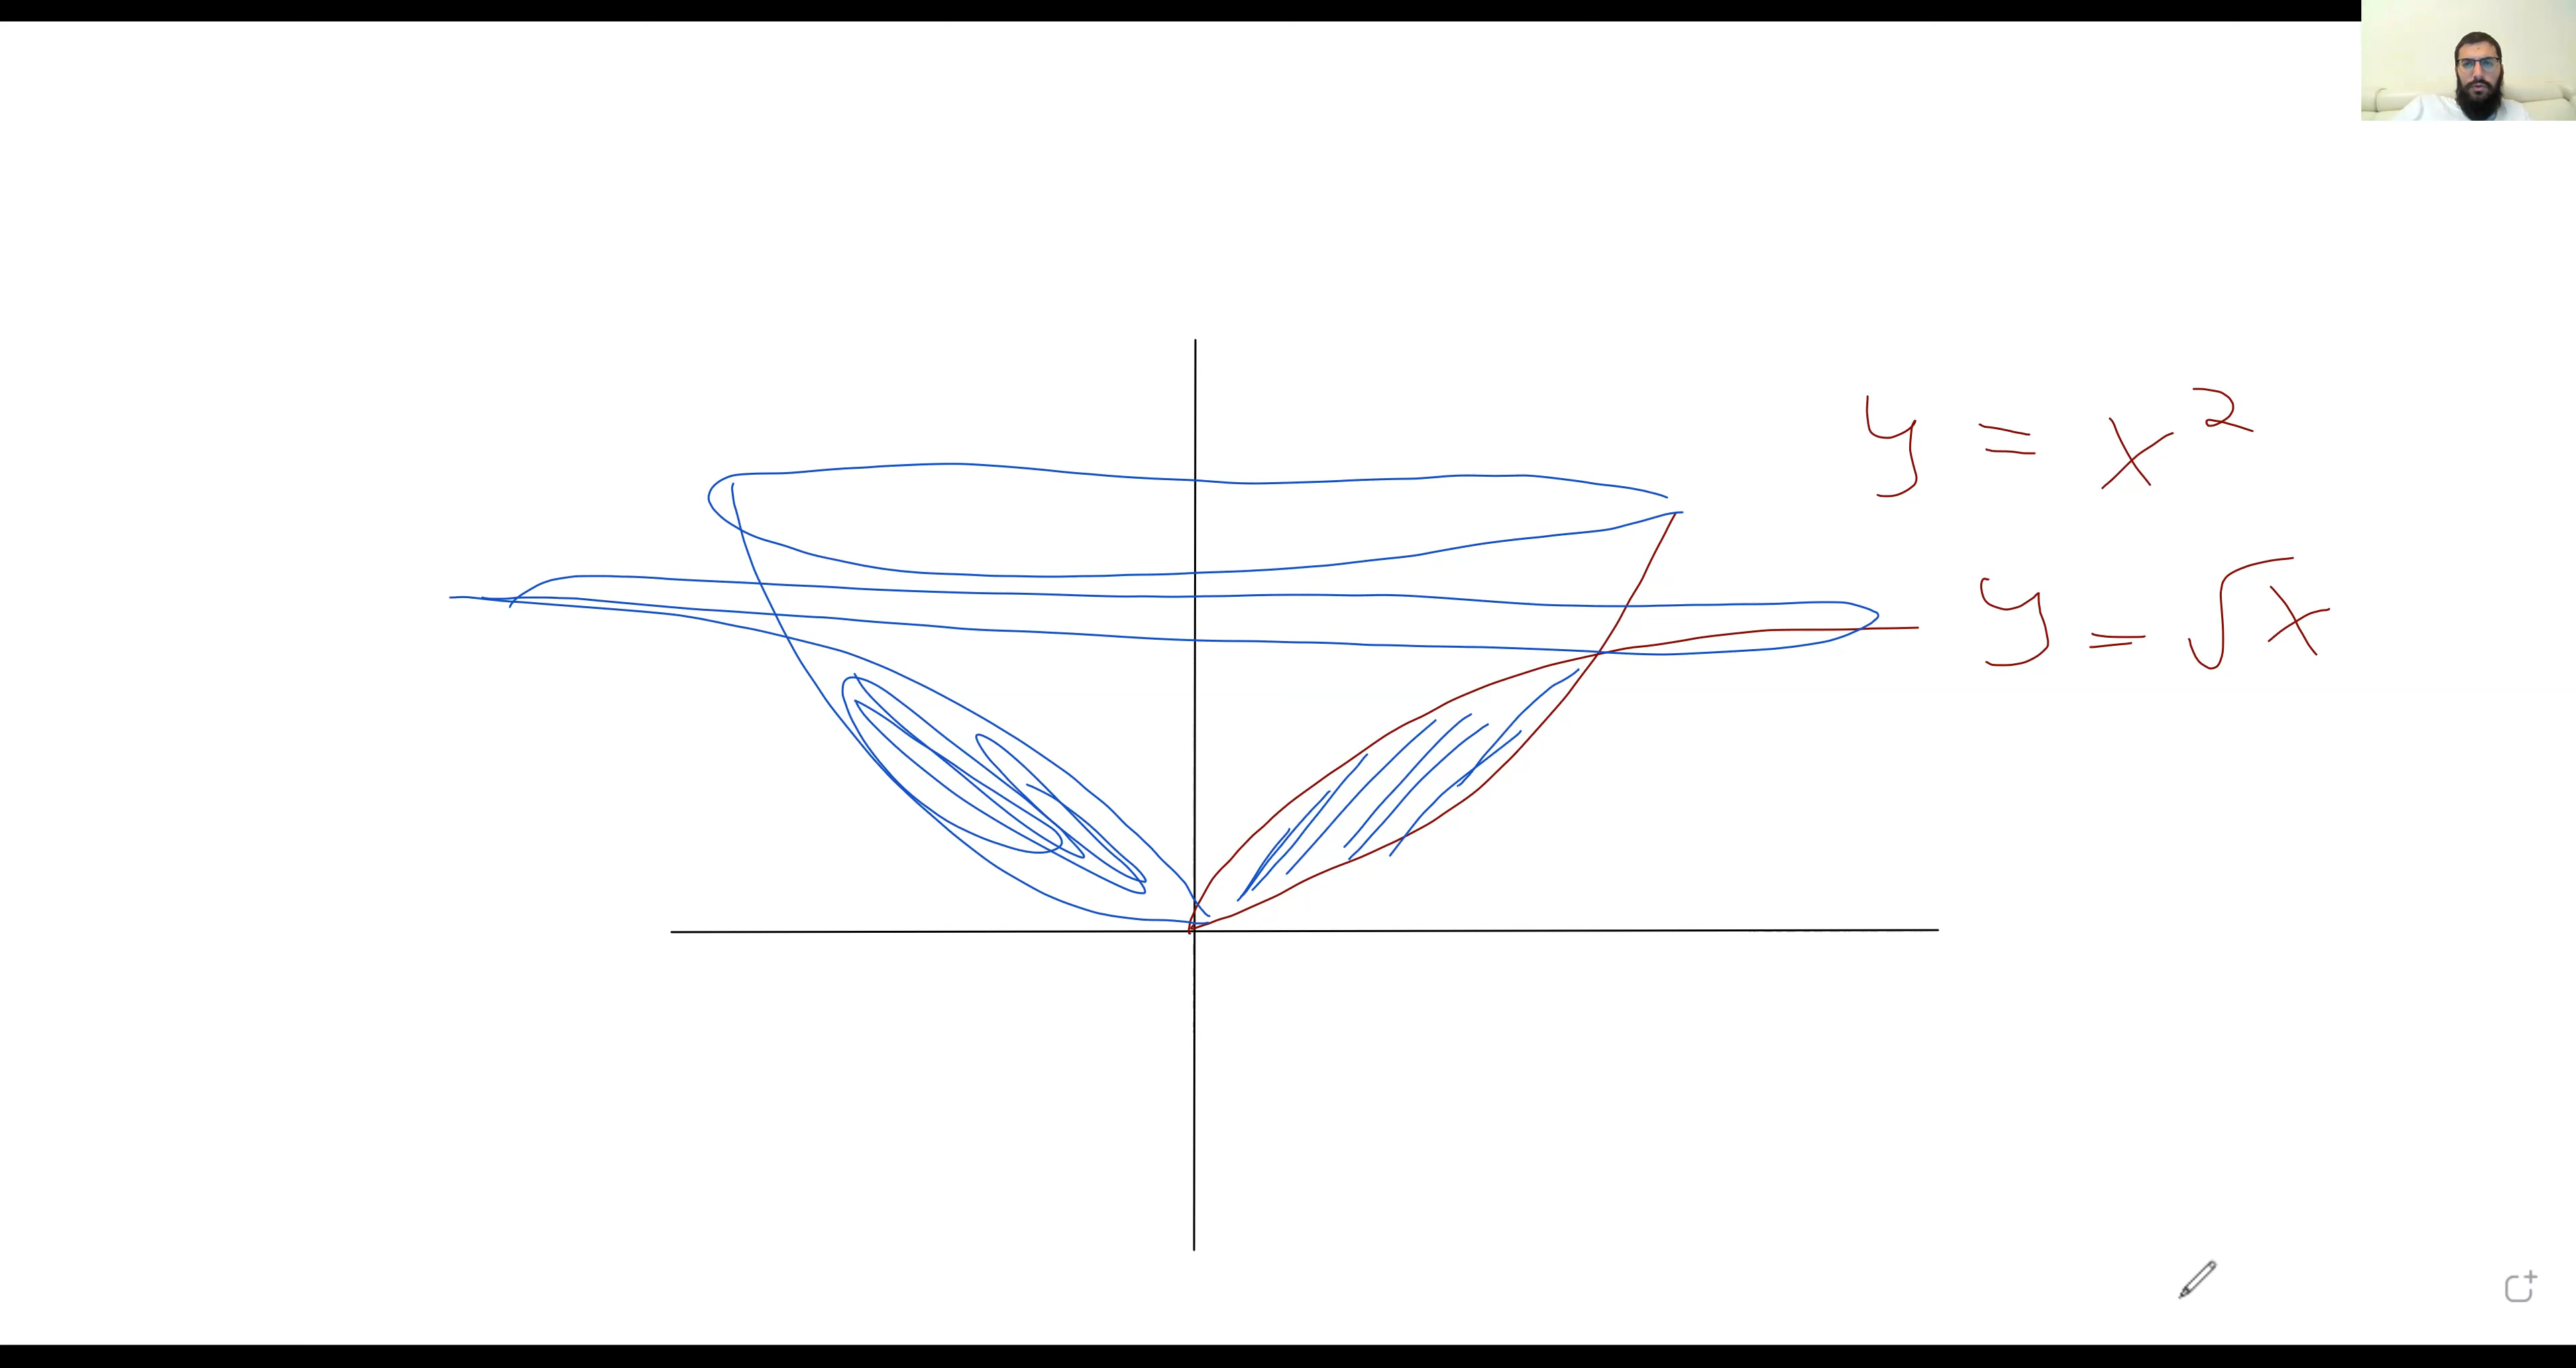 y = x²
y = √x